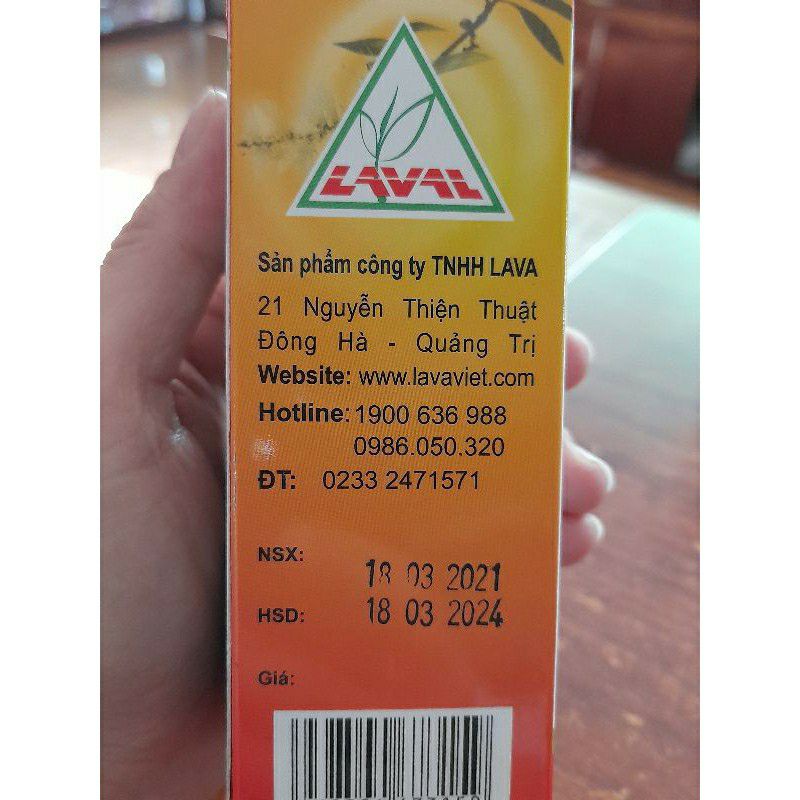 LAVAL
Sản phẩm công ty TNHH LAVA
21 Nguyễn Thiện Thuật
Đông Hà - Quảng Trị
Website: www.lavaviet.com
Hotline: 1900 636 988
0986.050.320
ĐT: 0233 2471571
NSX: 18 03 2021
HSD: 18 03 2024
Giá: